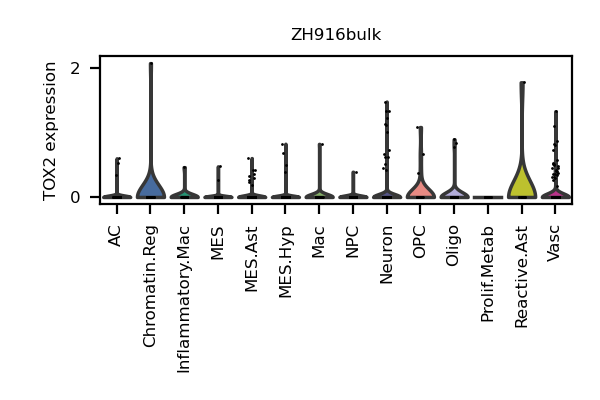 ZH916bulk
TOX2 expression
2
0
AC
Chromatin.Reg
Inflammatory.Mac
MES
MES.Ast
MES.Hyp
Mac
NPC
Neuron
OPC
Oligo
Prolif.Metab
Reactive.Ast
Vasc